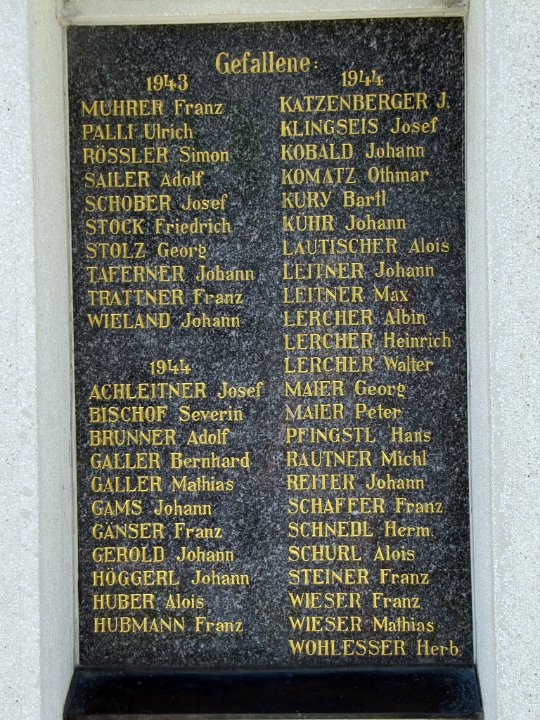 Gefallene:
1943
MUHRER Franz
PALLI Ulrich
RÖSSLER Simon
SAILER Adolf
SCHOBER Josef
STOCK Friedrich
STOLZ Georg
TAFERNER Johann
TRATTNER Franz
WIELAND Johann
1944
ACHLEITNER Josef
BISCHOF Severin
BRUNNER Adolf
GALLER Bernhard
GALLER Mathias
GAMS Johann
GANSER Franz
GEROLD Johann
HÖGGERL Johann
HUBER Alois
HUBMANN Franz
1944
KATZENBERGER J.
KLINGSEIS Josef
KOBALD Johann
KOMATZ Othmar
KURY Bartl
KÜHR Johann
LAUTISCHER Alois
LEITNER Johann
LEITNER Max
LERCHER Albin
LERCHER Heinrich
LERCHER Walter
MAIER Georg
MAIER Peter
PFINGSTL Hans
RAUTNER Michl
REITER Johann
SCHAFFER Franz
SCHNEDL Herm.
SCHURL Alois
STEINER Franz
WIESER Franz
WIESER Mathias
WOHLESSER Herb.